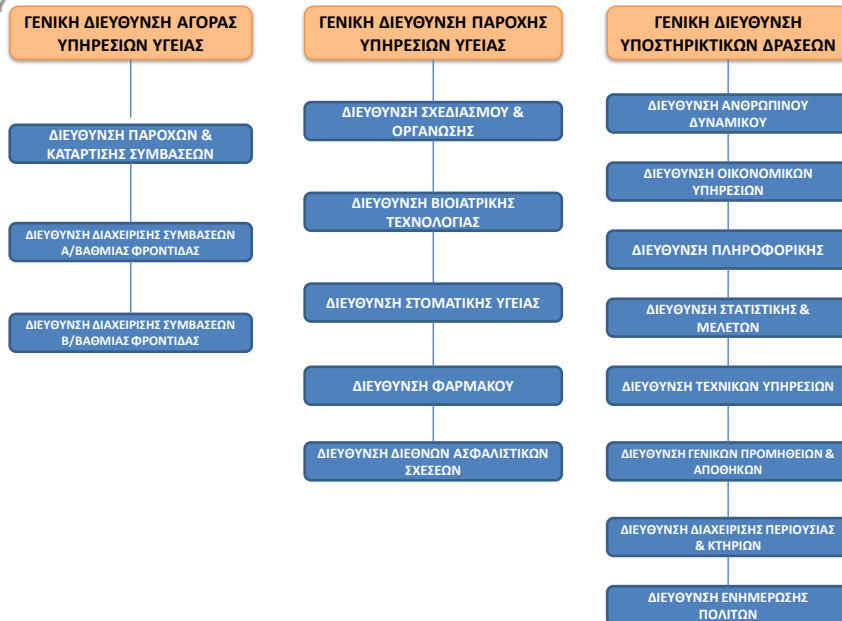 ΓΕΝΙΚΗ ΔΙΕΥΘΥΝΣΗ ΑΓΟΡΑΣ
ΥΠΗΡΕΣΙΩΝ ΥΓΕΙΑΣ
ΔΙΕΥΘΥΝΣΗ ΠΑΡΟΧΩΝ &
ΚΑΤΑΡΤΙΣΗΣ ΣΥΜΒΑΣΕΩΝ
ΔΙΕΥΘΥΝΣΗ ΔΙΑΧΕΙΡΙΣΗΣ ΣΥΜΒΑΣΕΩΝ
Α/ΒΑΘΜΙΑΣ ΦΡΟΝΤΙΔΑΣ
ΔΙΕΥΘΥΝΣΗ ΔΙΑΧΕΙΡΙΣΗΣ ΣΥΜΒΑΣΕΩΝ
Β/ΒΑΘΜΙΑΣ ΦΡΟΝΤΙΔΑΣ
ΓΕΝΙΚΗ ΔΙΕΥΘΥΝΣΗ ΠΑΡΟΧΗΣ
ΥΠΗΡΕΣΙΩΝ ΥΓΕΙΑΣ
ΔΙΕΥΘΥΝΣΗ ΣΧΕΔΙΑΣΜΟΥ &
ΟΡΓΑΝΩΣΗΣ
ΔΙΕΥΘΥΝΣΗ ΒΙΟΙΑΤΡΙΚΗΣ
ΤΕΧΝΟΛΟΓΙΑΣ
ΔΙΕΥΘΥΝΣΗ ΣΤΟΜΑΤΙΚΗΣ ΥΓΕΙΑΣ
ΔΙΕΥΘΥΝΣΗ ΦΑΡΜΑΚΟΥ
ΔΙΕΥΘΥΝΣΗ ΔΙΕΘΝΩΝ ΑΣΦΑΛΙΣΤΙΚΩΝ
ΣΧΕΣΕΩΝ
ΓΕΝΙΚΗ ΔΙΕΥΘΥΝΣΗ
ΥΠΟΣΤΗΡΙΚΤΙΚΩΝ ΔΡΑΣΕΩΝ
ΔΙΕΥΘΥΝΣΗ ΑΝΘΡΩΠΙΝΟΥ
ΔΥΝΑΜΙΚΟΥ
ΔΙΕΥΘΥΝΣΗ ΟΙΚΟΝΟΜΙΚΩΝ
ΥΠΗΡΕΣΙΩΝ
ΔΙΕΥΘΥΝΣΗ ΠΛΗΡΟΦΟΡΙΚΗΣ
ΔΙΕΥΘΥΝΣΗ ΣΤΑΤΙΣΤΙΚΗΣ &
ΜΕΛΕΤΩΝ
ΔΙΕΥΘΥΝΣΗ ΤΕΧΝΙΚΩΝ ΥΠΗΡΕΣΙΩΝ
ΔΙΕΥΘΥΝΣΗ ΓΕΝΙΚΩΝ ΠΡΟΜΗΘΕΙΩΝ &
ΑΠΟΘΗΚΩΝ
ΔΙΕΥΘΥΝΣΗ ΔΙΑΧΕΙΡΙΣΗΣ ΠΕΡΙΟΥΣΙΑΣ
& ΚΤΗΡΙΩΝ
ΔΙΕΥΘΥΝΣΗ ΕΝΗΜΕΡΩΣΗΣ
ΠΟΛΙΤΩΝ